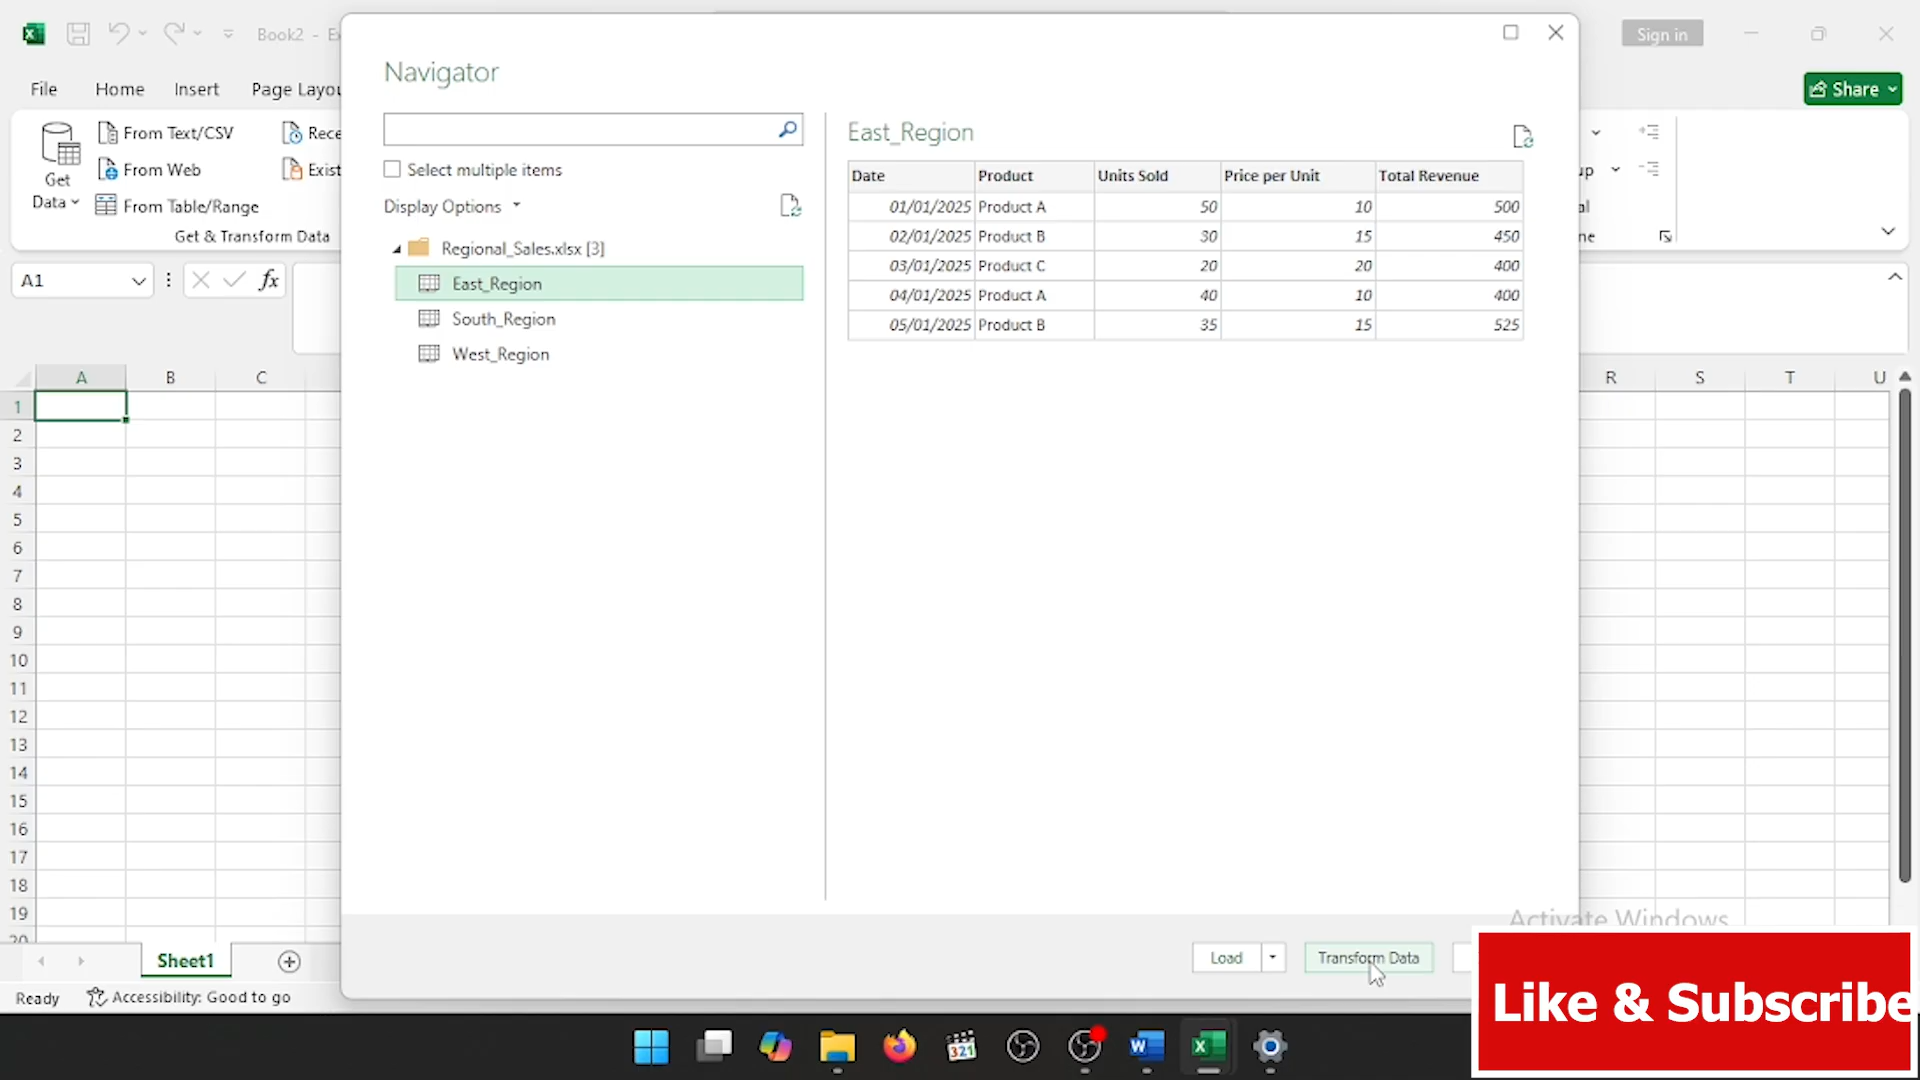 Book2 - E
Sign in
File
Home
Insert
Page Layou
Share
Get
Data
From Text/CSV
From Web
From Table/Range
Rece
Exist
Get & Transform Data
up
al
ne
A1
fx
A B C
R S T U
1
2
3
4
5
6
7
8
9
10
11
12
13
14
15
16
17
18
19
20
Navigator
Select multiple items
Display Options
Regional_Sales.xlsx [3]
East_Region
South_Region
West_Region
East_Region
Date Product Units Sold Price per Unit Total Revenue
01/01/2025 Product A 50 10 500
02/01/2025 Product B 30 15 450
03/01/2025 Product C 20 20 400
04/01/2025 Product A 40 10 400
05/01/2025 Product B 35 15 525
Load
Transform Data
Activate Windows
Like & Subscribe
Sheet1
Ready
Accessibility: Good to go
321
W
X